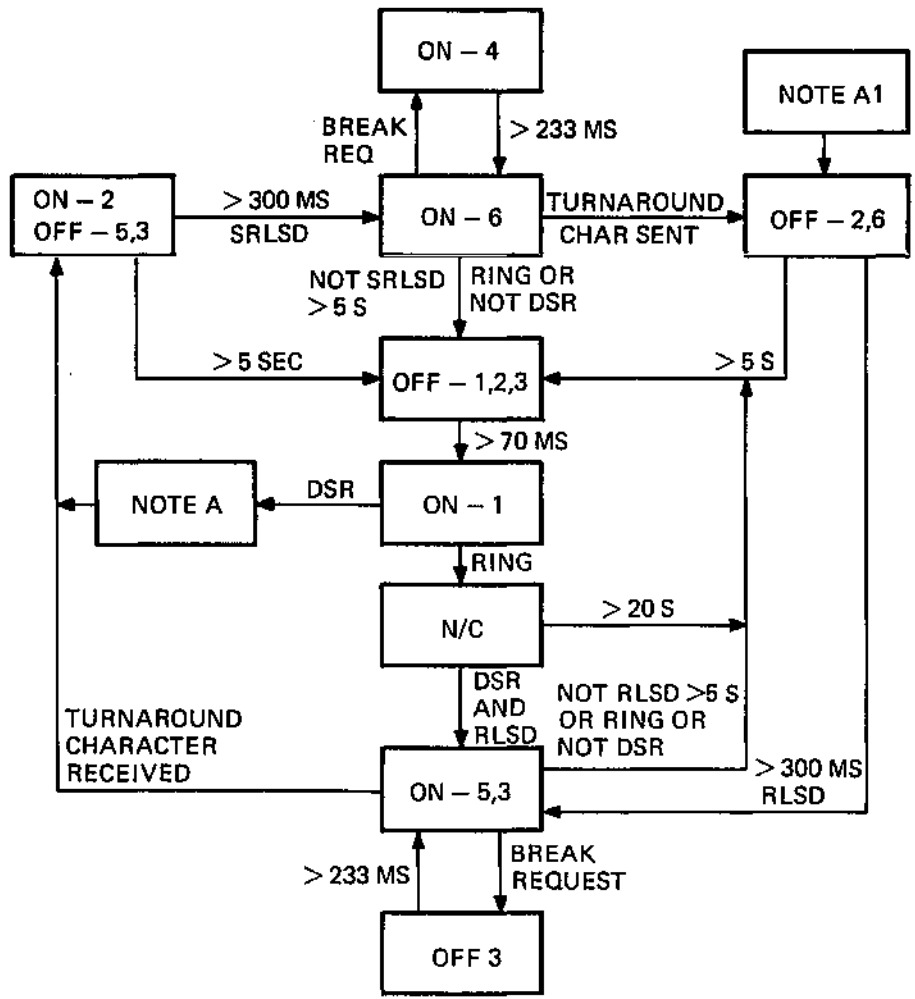 ON – 4
NOTE A1
BREAK
REQ
> 233 MS
ON – 2
OFF – 5,3
> 300 MS
SRLSD
ON – 6
TURNAROUND
CHAR SENT
OFF – 2,6
NOT SRLSD
> 5 S
RING OR
NOT DSR
> 5 SEC
OFF – 1,2,3
> 5 S
> 70 MS
NOTE A
DSR
ON – 1
RING
N/C
> 20 S
DSR
AND
RLSD
NOT RLSD >5 S
OR RING OR
NOT DSR
TURNAROUND
CHARACTER
RECEIVED
ON – 5,3
> 300 MS
RLSD
> 233 MS
BREAK
REQUEST
OFF 3